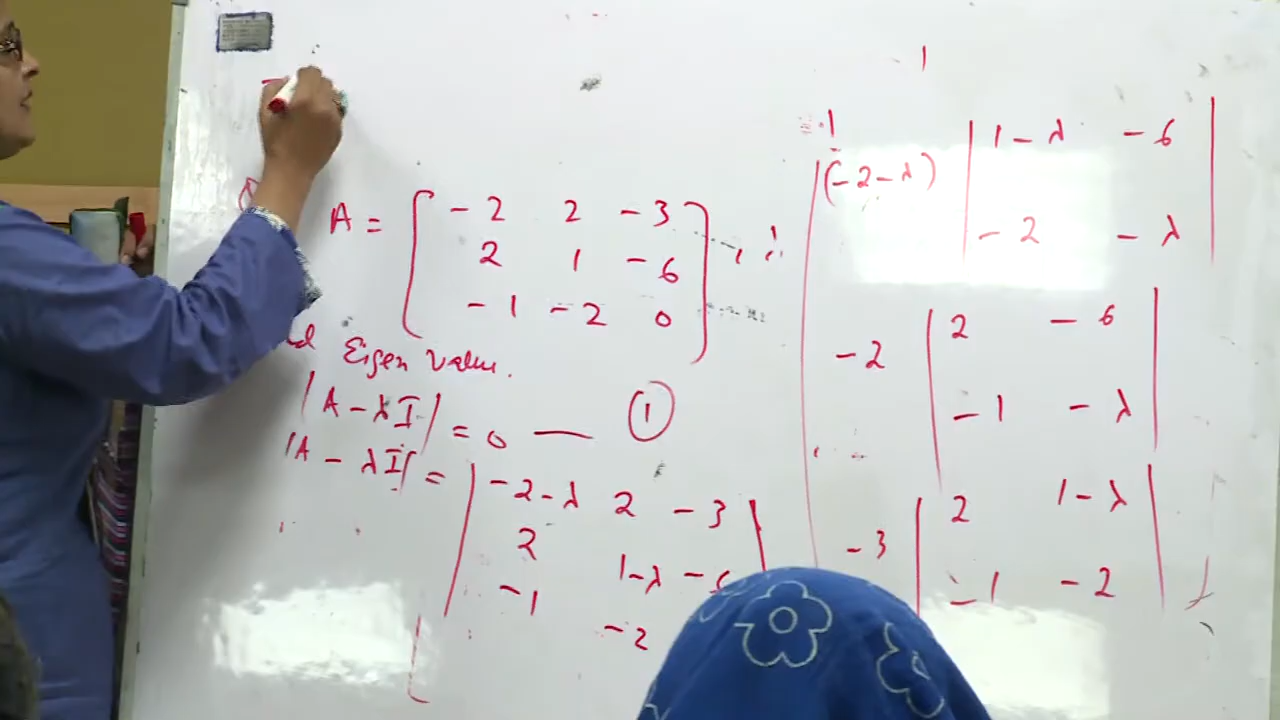 A = [ -2 2 -3
2 1 -6
-1 -2 0 ]
Eigen Value.
|A - λI| = 0 — ①
|A - λI| = | -2-λ 2 -3
2 1-λ
-1 -2
(-2-λ) | 1-λ -6
-2 -λ |
-2 | 2 -6
-1 -λ |
-3 | 2 1-λ
-1 -2 |